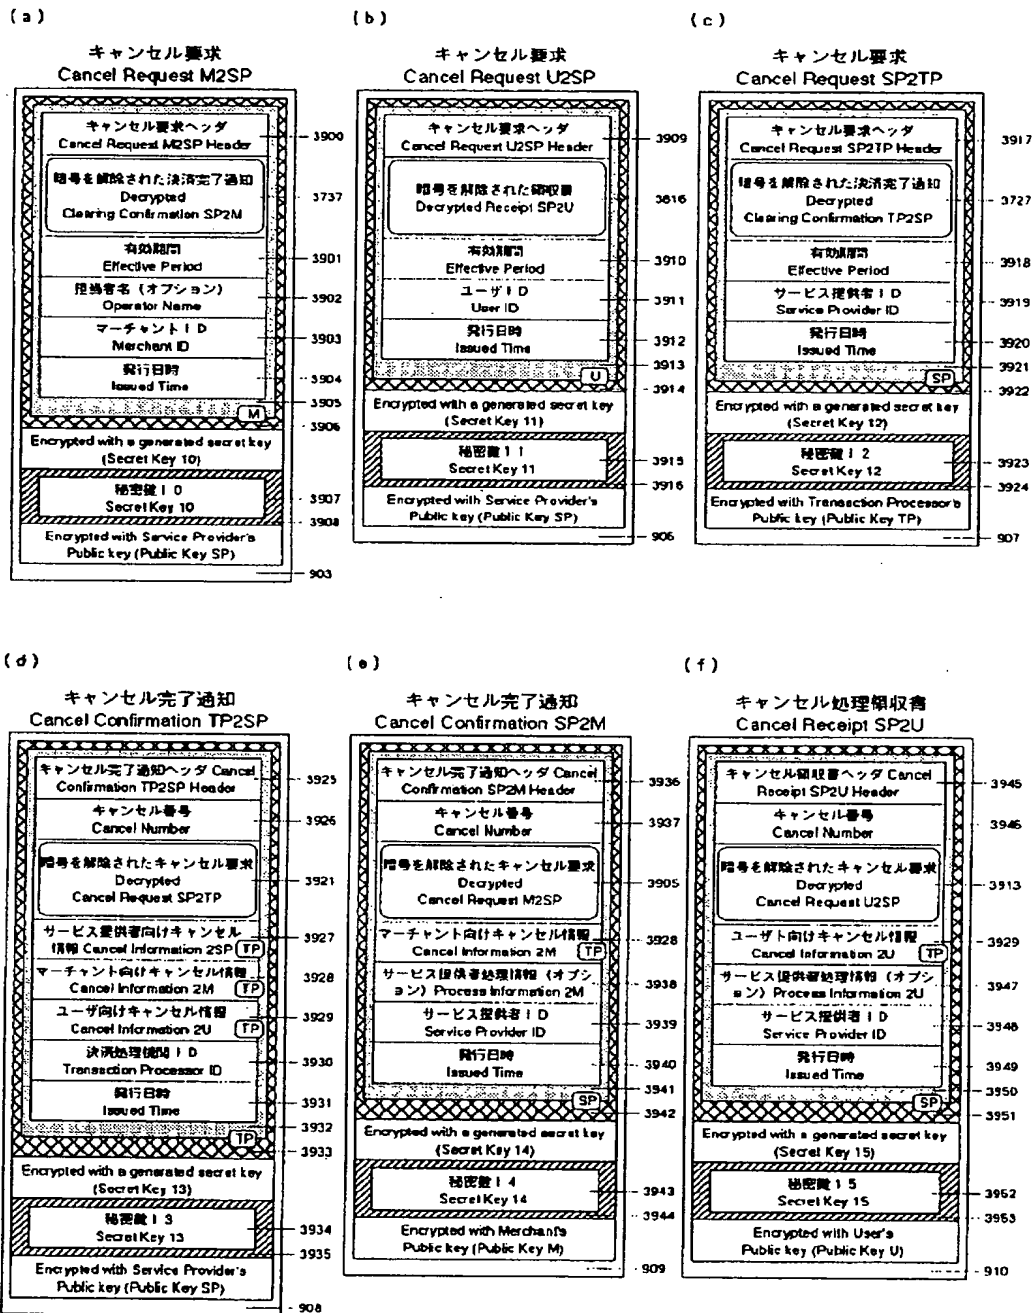 (a)
キャンセル要求
Cancel Request M2SP
キャンセル要求ヘッダ
Cancel Request M2SP Header
3900
暗号を解除された決済完了通知
Decrypted
Clearing Confirmation SP2M
3737
有効期間
Effective Period
3901
担当者名（オプション）
Operator Name
3902
マーチャントＩＤ
Merchant ID
3903
発行日時
Issued Time
3904
3905
M
3906
Encrypted with a generated secret key
(Secret Key 10)
秘密鍵１０
Secret Key 10
3907
3908
Encrypted with Service Provider's
Public key (Public Key SP)
903
(b)
キャンセル要求
Cancel Request U2SP
キャンセル要求ヘッダ
Cancel Request U2SP Header
3909
暗号を解除された領収書
Decrypted Receipt SP2U
3816
有効期間
Effective Period
3910
ユーザＩＤ
User ID
3911
発行日時
Issued Time
3912
3913
U
3914
Encrypted with a generated secret key
(Secret Key 11)
秘密鍵１１
Secret Key 11
3915
3916
Encrypted with Service Provider's
Public key (Public Key SP)
906
(c)
キャンセル要求
Cancel Request SP2TP
キャンセル要求ヘッダ
Cancel Request SP2TP Header
3917
暗号を解除された決済完了通知
Decrypted
Clearing Confirmation TP2SP
3727
有効期間
Effective Period
3918
サービス提供者ＩＤ
Service Provider ID
3919
発行日時
Issued Time
3920
3921
SP
3922
Encrypted with a generated secret key
(Secret Key 12)
秘密鍵１２
Secret Key 12
3923
3924
Encrypted with Transaction Processor's
Public key (Public Key TP)
907
(d)
キャンセル完了通知
Cancel Confirmation TP2SP
キャンセル完了通知ヘッダ Cancel
Confirmation TP2SP Header
3925
キャンセル番号
Cancel Number
3926
暗号を解除されたキャンセル要求
Decrypted
Cancel Request SP2TP
3921
サービス提供者向けキャンセル
情報 Cancel Information 2SP
TP
3927
マーチャント向けキャンセル情報
Cancel Information 2M
TP
3928
ユーザ向けキャンセル情報
Cancel Information 2U
TP
3929
決済処理機関ＩＤ
Transaction Processor ID
3930
発行日時
Issued Time
3931
3932
TP
3933
Encrypted with a generated secret key
(Secret Key 13)
秘密鍵１３
Secret Key 13
3934
3935
Encrypted with Service Provider's
Public key (Public Key SP)
908
(e)
キャンセル完了通知
Cancel Confirmation SP2M
キャンセル完了通知ヘッダ Cancel
Confirmation SP2M Header
3936
キャンセル番号
Cancel Number
3937
暗号を解除されたキャンセル要求
Decrypted
Cancel Request M2SP
3905
マーチャント向けキャンセル情報
Cancel Information 2M
TP
3928
サービス提供者処理情報（オプシ
ョン）Process Information 2M
3938
サービス提供者ＩＤ
Service Provider ID
3939
発行日時
Issued Time
3940
3941
SP
3942
Encrypted with a generated secret key
(Secret Key 14)
秘密鍵１４
Secret Key 14
3943
3944
Encrypted with Merchant's
Public key (Public Key M)
909
(f)
キャンセル処理領収書
Cancel Receipt SP2U
キャンセル領収書ヘッダ Cancel
Receipt SP2U Header
3945
キャンセル番号
Cancel Number
3946
暗号を解除されたキャンセル要求
Decrypted
Cancel Request U2SP
3913
ユーザト向けキャンセル情報
Cancel Information 2U
TP
3929
サービス提供者処理情報（オプシ
ョン）Process Information 2U
3947
サービス提供者ＩＤ
Service Provider ID
3948
発行日時
Issued Time
3949
3950
SP
3951
Encrypted with a generated secret key
(Secret Key 15)
秘密鍵１５
Secret Key 15
3952
3953
Encrypted with User's
Public key (Public Key U)
910